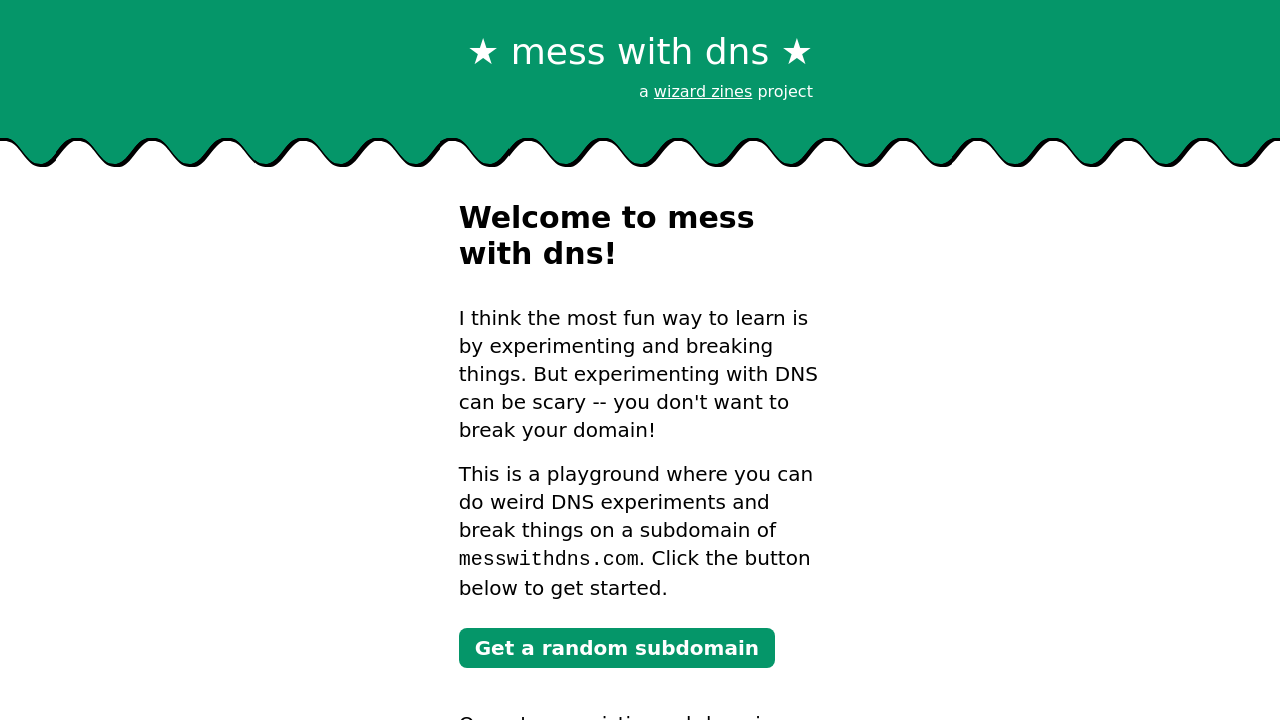 ★ mess with dns ★
a wizard zines project
Welcome to mess
with dns!
I think the most fun way to learn is
by experimenting and breaking
things. But experimenting with DNS
can be scary -- you don't want to
break your domain!
This is a playground where you can
do weird DNS experiments and
break things on a subdomain of
messwithdns.com. Click the button
below to get started.
Get a random subdomain